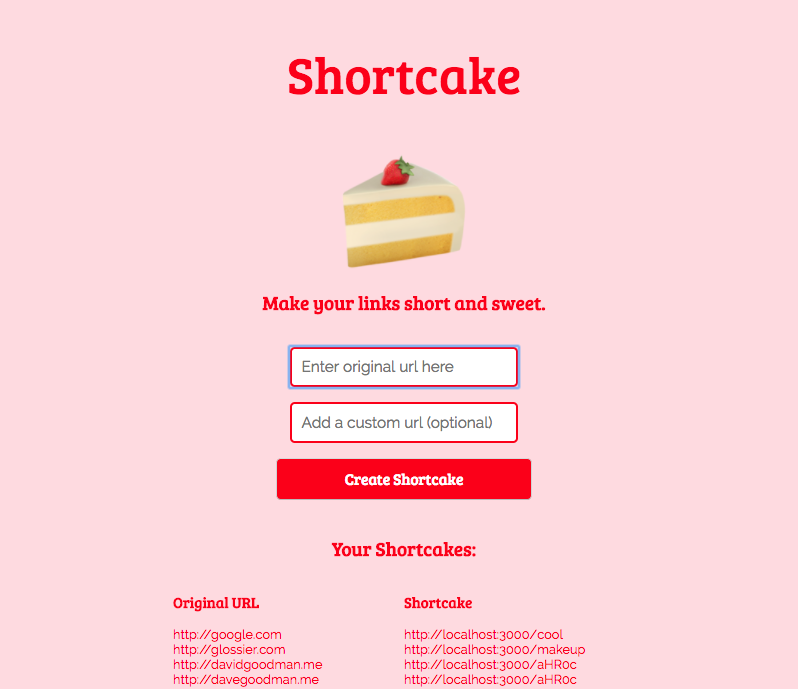 Shortcake
Make your links short and sweet.
Enter original url here
Add a custom url (optional)
Create Shortcake
Your Shortcakes:
Original URL Shortcake
http://google.com http://localhost:3000/cool
http://glossier.com http://localhost:3000/makeup
http://davidgoodman.me http://localhost:3000/aHR0c
http://davegoodman.me http://localhost:3000/aHR0c